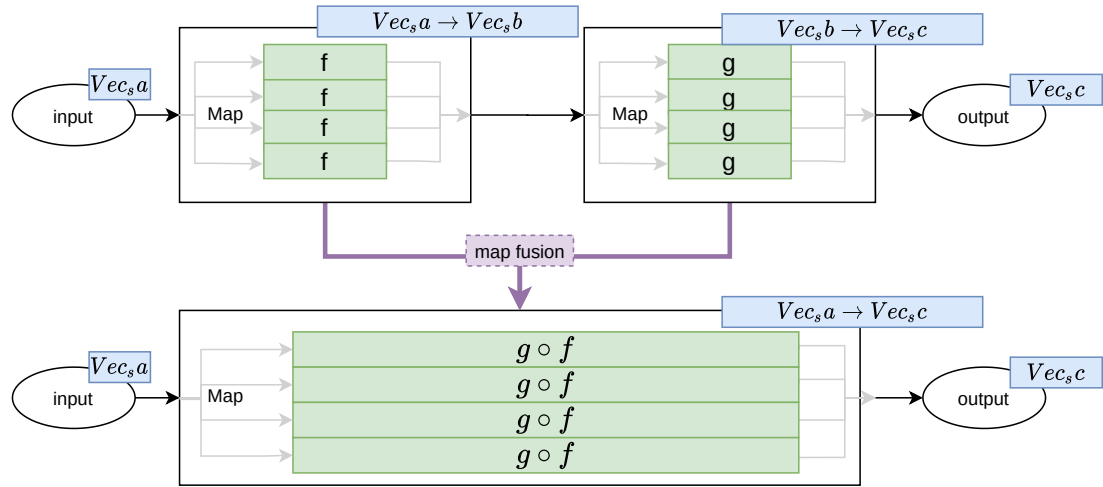 Vec_s a → Vec_s b
Vec_s b → Vec_s c
Vec_s a
input
Map
f
f
f
f
Map
g
g
g
g
Vec_s c
output
map fusion
Vec_s a → Vec_s c
Vec_s a
input
Map
g ∘ f
g ∘ f
g ∘ f
g ∘ f
Vec_s c
output